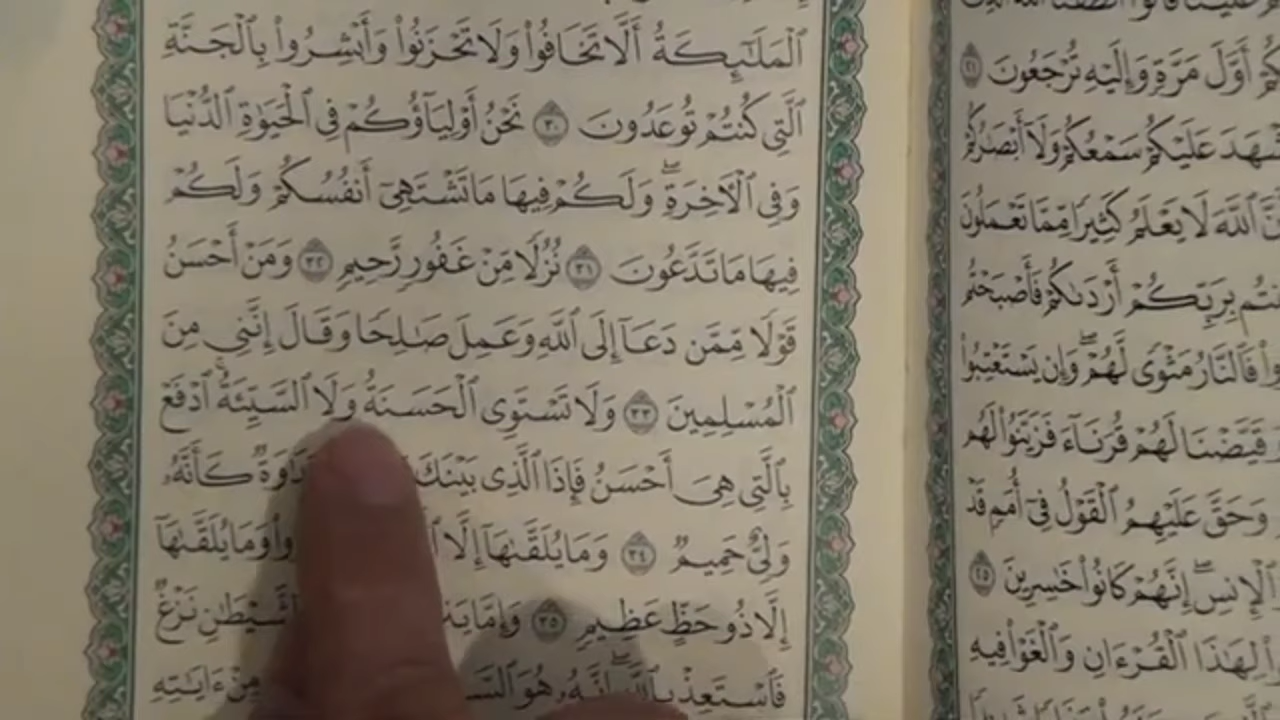 أَوَّلَ مَرَّةٍ وَإِلَيْهِ تُرْجَعُونَ ٢١
عَلَيْكُمْ سَمْعُكُمْ وَلَآ أَبْصَٰرُكُمْ
ٱللَّهَ لَا يَعْلَمُ كَثِيرًا مِّمَّا تَعْمَلُونَ
بِرَبِّكُمْ أَرْدَىٰكُمْ فَأَصْبَحْتُم
فَٱلنَّارُ مَثْوًى لَّهُمْ ۖ وَإِن يَسْتَعْتِبُوا۟
قَيَّضْنَا لَهُمْ قُرَنَآءَ فَزَيَّنُوا۟ لَهُم
وَحَقَّ عَلَيْهِمُ ٱلْقَوْلُ فِىٓ أُمَمٍ قَدْ
ٱلْإِنسِ ۖ إِنَّهُمْ كَانُوا۟ خَٰسِرِينَ ٢٥
لِهَٰذَا ٱلْقُرْءَانِ وَٱلْغَوْا۟ فِيهِ
ٱلْمَلَٰٓئِكَةُ أَلَّا تَخَافُوا۟ وَلَا تَحْزَنُوا۟ وَأَبْشِرُوا۟ بِٱلْجَنَّةِ
ٱلَّتِى كُنتُمْ تُوعَدُونَ ٣٠ نَحْنُ أَوْلِيَآؤُكُمْ فِى ٱلْحَيَوٰةِ ٱلدُّنْيَا
وَفِى ٱلْءَاخِرَةِ ۖ وَلَكُمْ فِيهَا مَا تَشْتَهِىٓ أَنفُسُكُمْ وَلَكُمْ
فِيهَا مَا تَدَّعُونَ ٣١ نُزُلًا مِّنْ غَفُورٍ رَّحِيمٍ ٣٢ وَمَنْ أَحْسَنُ
قَوْلًا مِّمَّن دَعَآ إِلَى ٱللَّهِ وَعَمِلَ صَٰلِحًا وَقَالَ إِنَّنِى مِنَ
ٱلْمُسْلِمِينَ ٣٣ وَلَا تَسْتَوِى ٱلْحَسَنَةُ وَلَا ٱلسَّيِّئَةُ ۚ ٱدْفَعْ
بِٱلَّتِى هِىَ أَحْسَنُ فَإِذَا ٱلَّذِى بَيْنَكَ كَأَنَّهُۥ
وَلِىٌّ حَمِيمٌ ٣٤ وَمَا يُلَقَّىٰهَآ إِلَّا وَمَا يُلَقَّىٰهَآ
إِلَّا ذُو حَظٍّ عَظِيمٍ ٣٥ وَإِمَّا ٱلشَّيْطَٰنِ نَزْغٌ
فَٱسْتَعِذْ بِٱللَّهِ ۖ إِنَّهُۥ هُوَ مِنْ ءَايَٰتِهِ